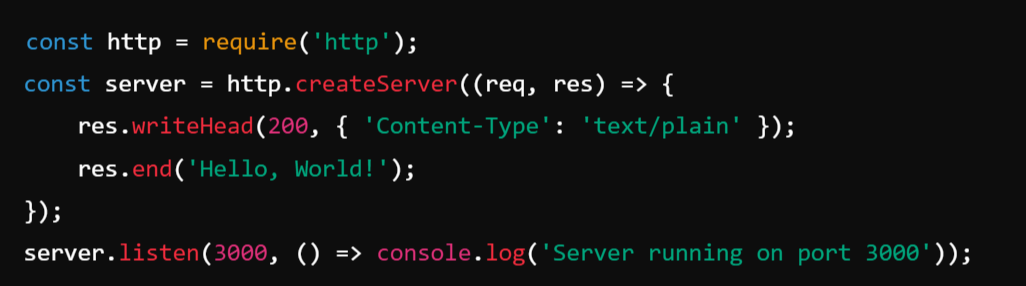 const http = require('http');
const server = http.createServer((req, res) => {
    res.writeHead(200, { 'Content-Type': 'text/plain' });
    res.end('Hello, World!');
});
server.listen(3000, () => console.log('Server running on port 3000'));